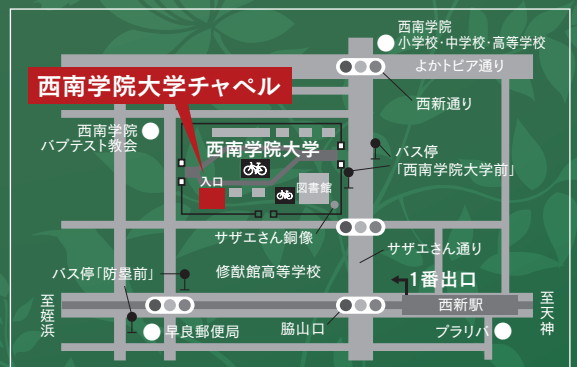 西南学院
小学校・中学校・高等学校
よかトピア通り
西南学院大学チャペル
西新通り
西南学院
バプテスト教会
西南学院大学
バス停
「西南学院大学前」
入口
図書館
サザエさん銅像
サザエさん通り
バス停「防塁前」
修猷館高等学校
1番出口
至姪浜
西新駅
至天神
早良郵便局
脇山口
プラリバ